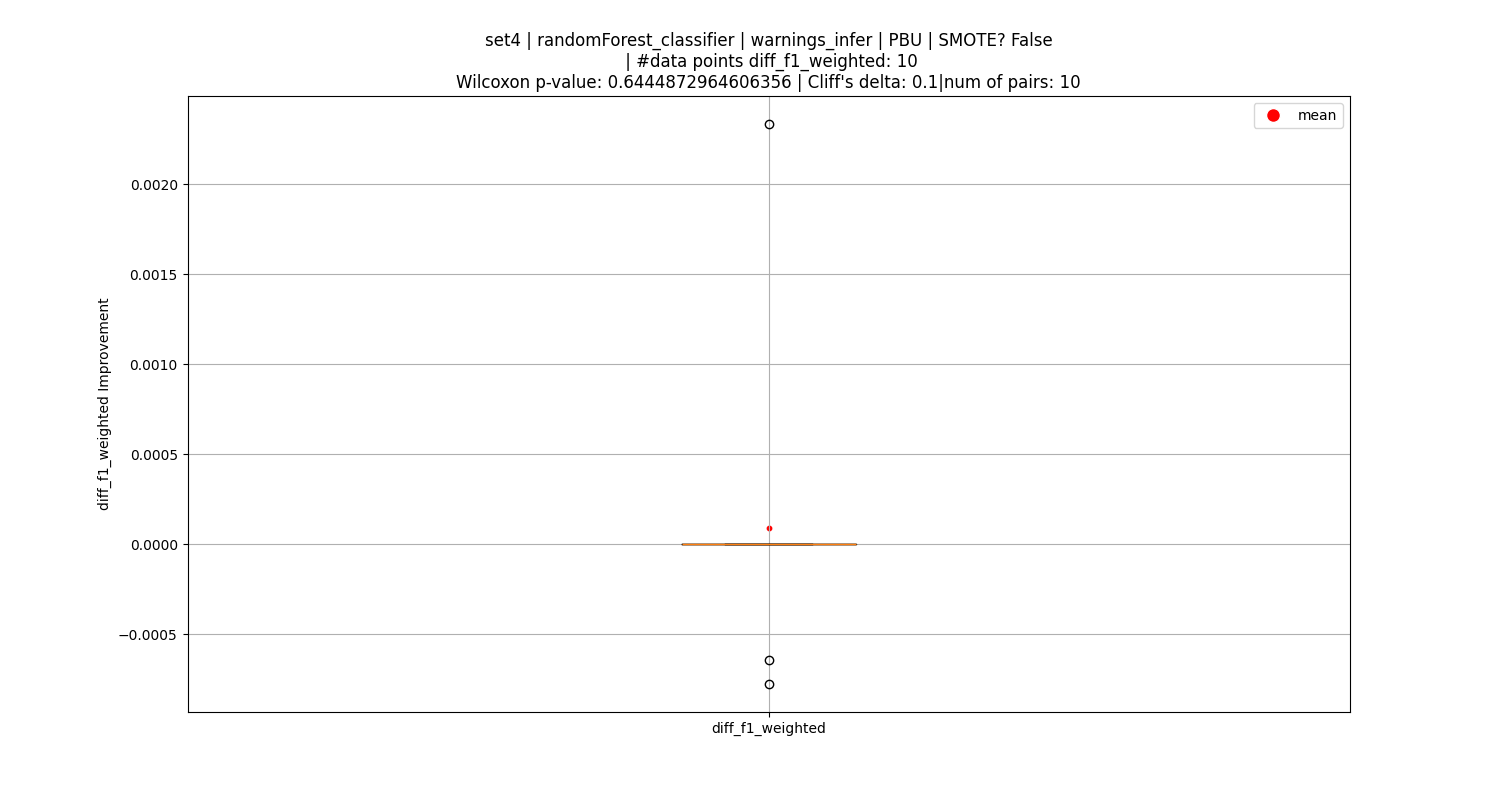 set4 | randomForest_classifier | warnings_infer | PBU | SMOTE? False
| #data points diff_f1_weighted: 10
Wilcoxon p-value: 0.6444872964606356 | Cliff's delta: 0.1|num of pairs: 10
mean
0.0020
0.0015
0.0010
0.0005
0.0000
−0.0005
diff_f1_weighted Improvement
diff_f1_weighted